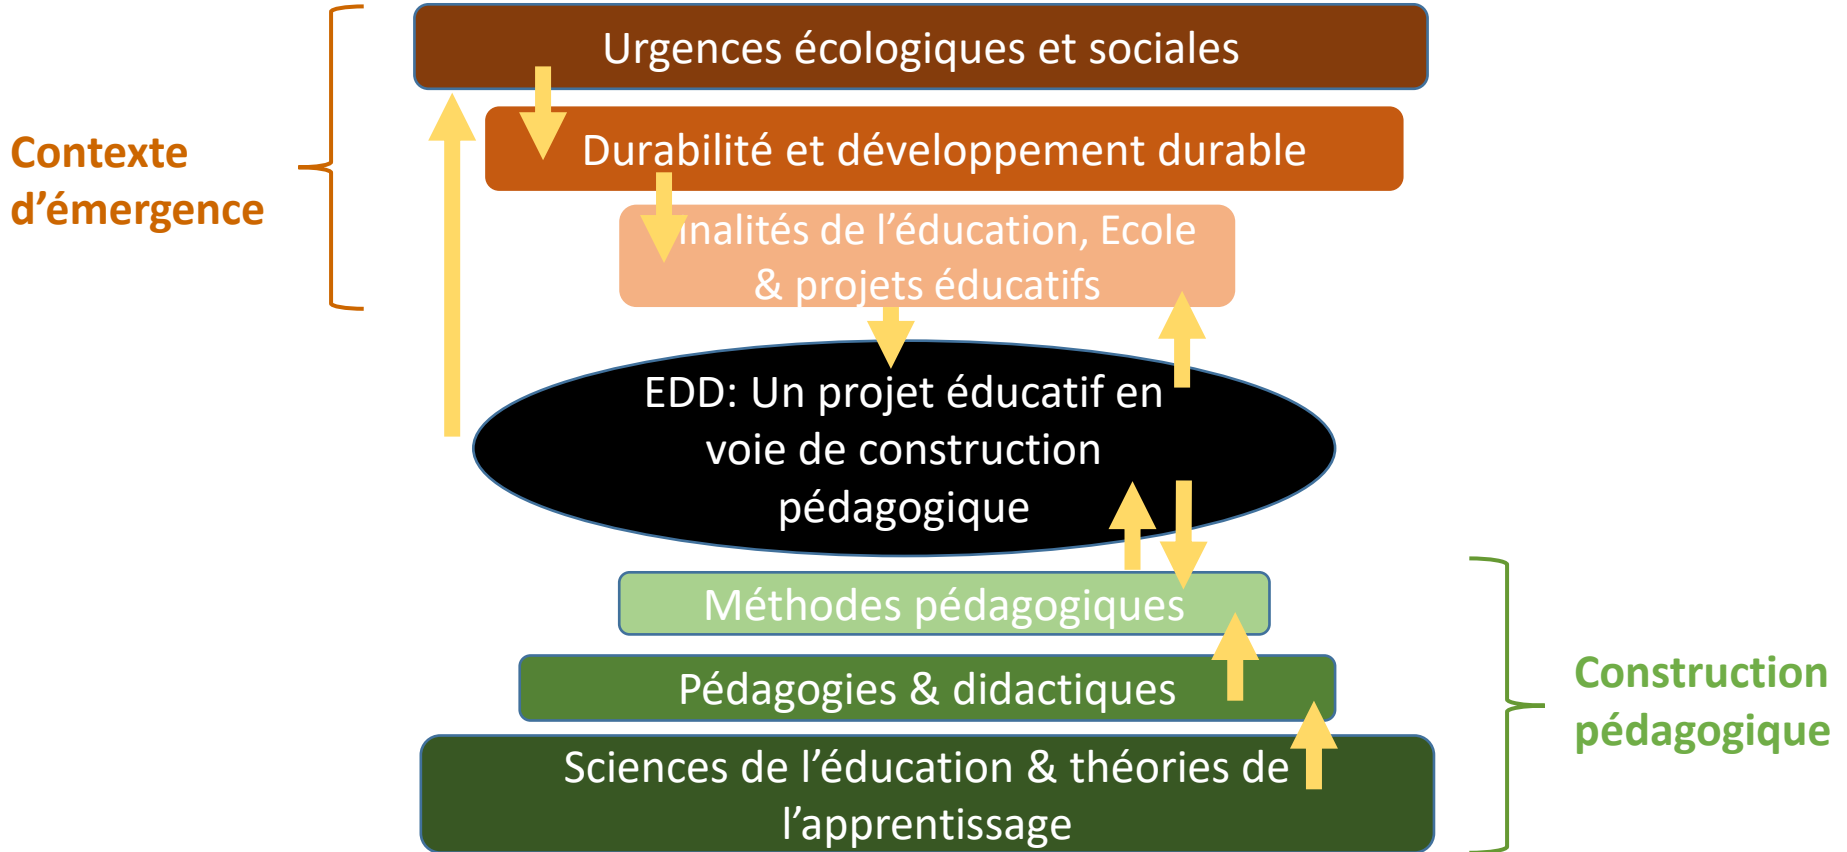 Urgences écologiques et sociales
Contexte
d’émergence
Durabilité et développement durable
inalités de l’éducation, Ecole
& projets éducatifs
EDD: Un projet éducatif en
voie de construction
pédagogique
Méthodes pédagogiques
Pédagogies & didactiques
Construction
pédagogique
Sciences de l’éducation & théories de
l’apprentissage